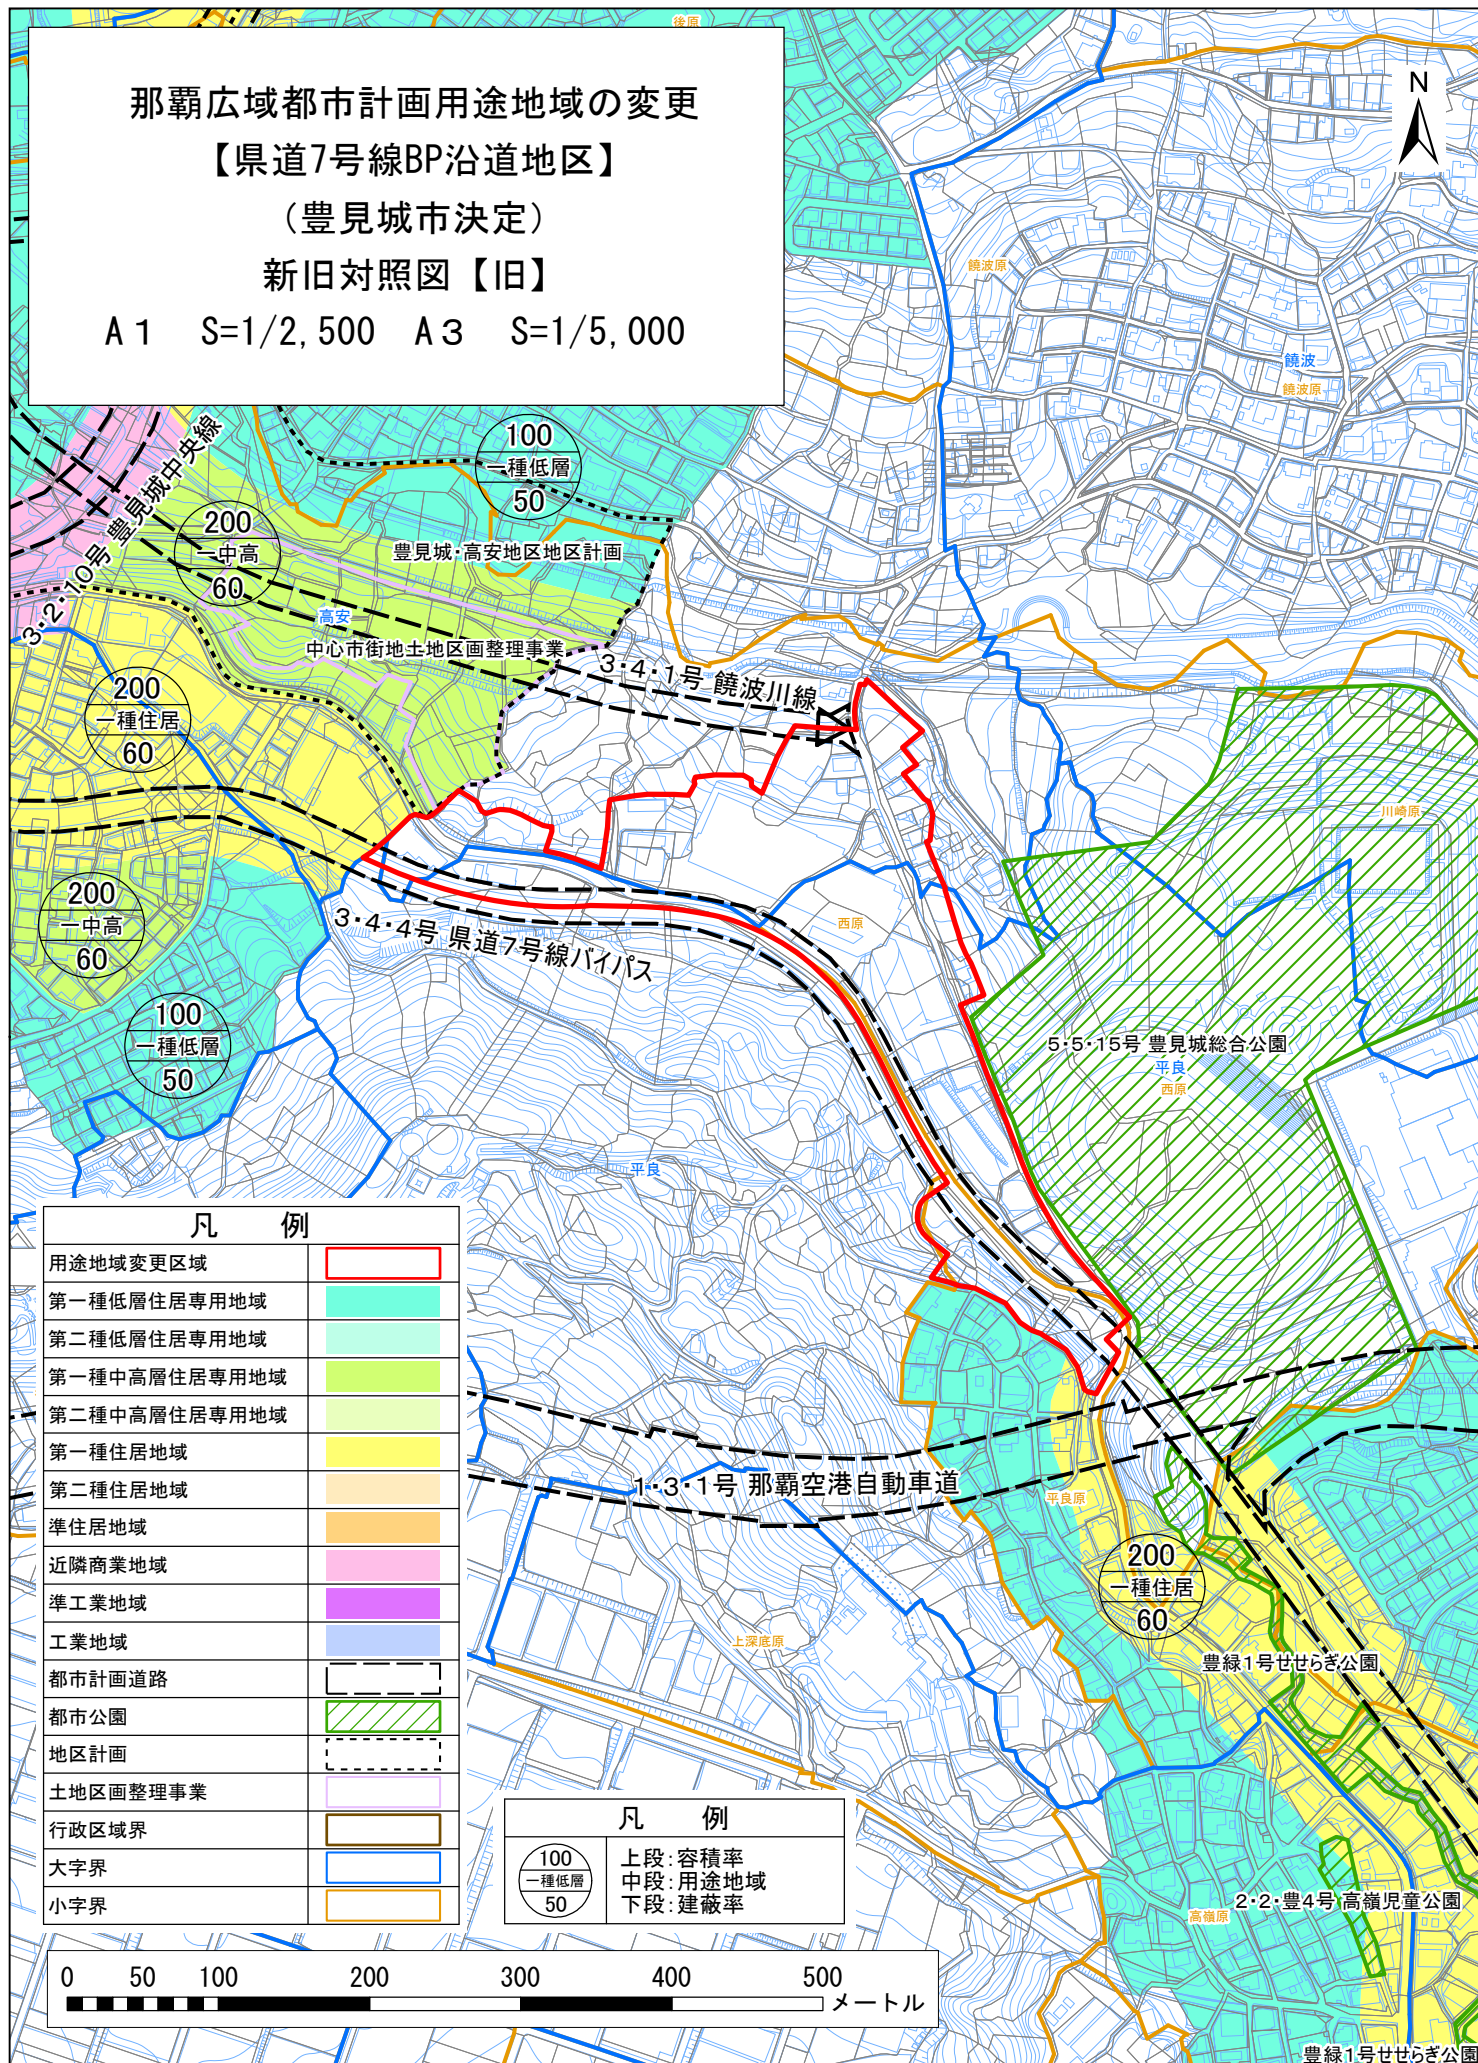 那覇広域都市計画用途地域の変更
【県道7号線BP沿道地区】
（豊見城市決定）
新旧対照図【旧】
A1 S=1/2,500 A3 S=1/5,000
N
後原
饒波原
饒波
饒波原
3・2・10号 豊見城中央線
100
一種低層
50
200
一中高
60
豊見城・高安地区地区計画
高安
中心市街地土地区画整理事業
3・4・1号 饒波川線
200
一種住居
60
川崎原
200
一中高
60
3・4・4号 県道7号線バイパス
西原
100
一種低層
50
5・5・15号 豊見城総合公園
平良
西原
平良
1・3・1号 那覇空港自動車道
平良原
200
一種住居
60
上深底原
豊緑1号せせらぎ公園
2・2・豊4号 高嶺児童公園
高嶺原
豊緑1号せせらぎ公園
凡 例
用途地域変更区域
第一種低層住居専用地域
第二種低層住居専用地域
第一種中高層住居専用地域
第二種中高層住居専用地域
第一種住居地域
第二種住居地域
準住居地域
近隣商業地域
準工業地域
工業地域
都市計画道路
都市公園
地区計画
土地区画整理事業
行政区域界
大字界
小字界
凡 例
100
一種低層
50
上段：容積率
中段：用途地域
下段：建蔽率
0 50 100 200 300 400 500
メートル